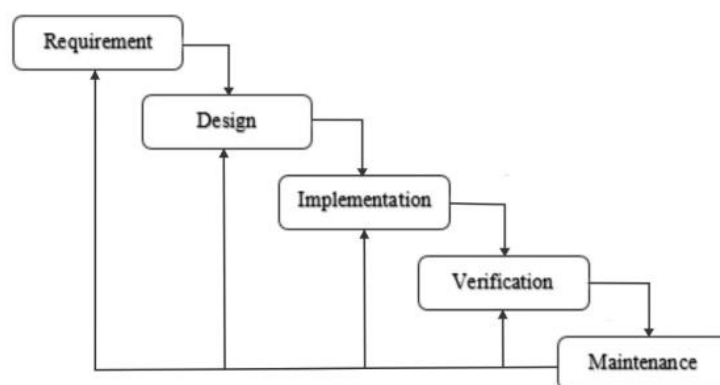 Requirement
Design
Implementation
Verification
Maintenance